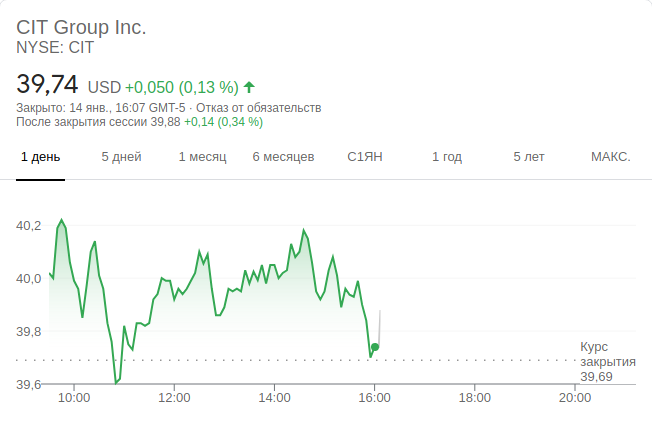 CIT Group Inc.
NYSE: CIT
39,74 USD +0,050 (0,13 %)
Закрыто: 14 янв., 16:07 GMT-5 · Отказ от обязательств
После закрытия сессии 39,88 +0,14 (0,34 %)
1 день 5 дней 1 месяц 6 месяцев С1ЯН 1 год 5 лет МАКС.
40,2
40,0
39,8
39,6
Курс
закрытия
39,69
10:00 12:00 14:00 16:00 18:00 20:00